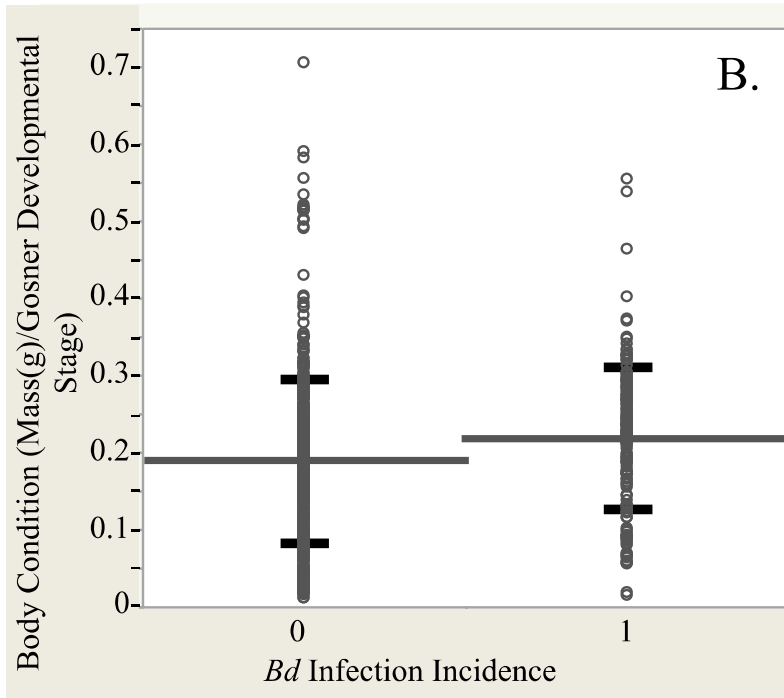 Body Condition (Mass(g)/Gosner Developmental
Stage)
0.7
0.6
0.5
0.4
0.3
0.2
0.1
0
B.
0 1
Bd Infection Incidence